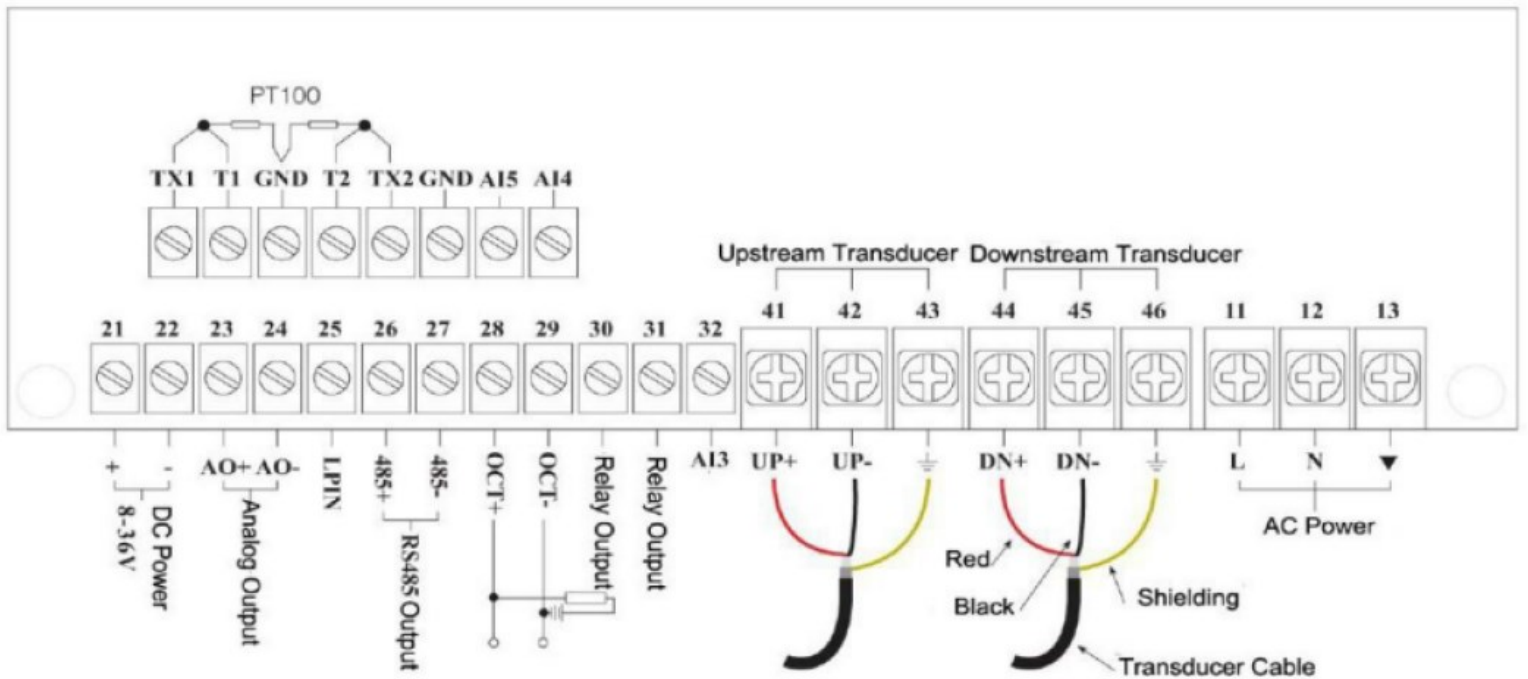 PT100
TX1 T1 GND T2 TX2 GND AI5 AI4
Upstream Transducer Downstream Transducer
21 22 23 24 25 26 27 28 29 30 31 32 41 42 43 44 45 46 11 12 13
+ - AO+ AO- LPIN 485+ 485- OCT+ OCT- Relay Output Relay Output AI3 UP+ UP- DN+ DN- L N
8-36V
DC Power
Analog Output
RS485 Output
AC Power
Red
Black
Shielding
Transducer Cable